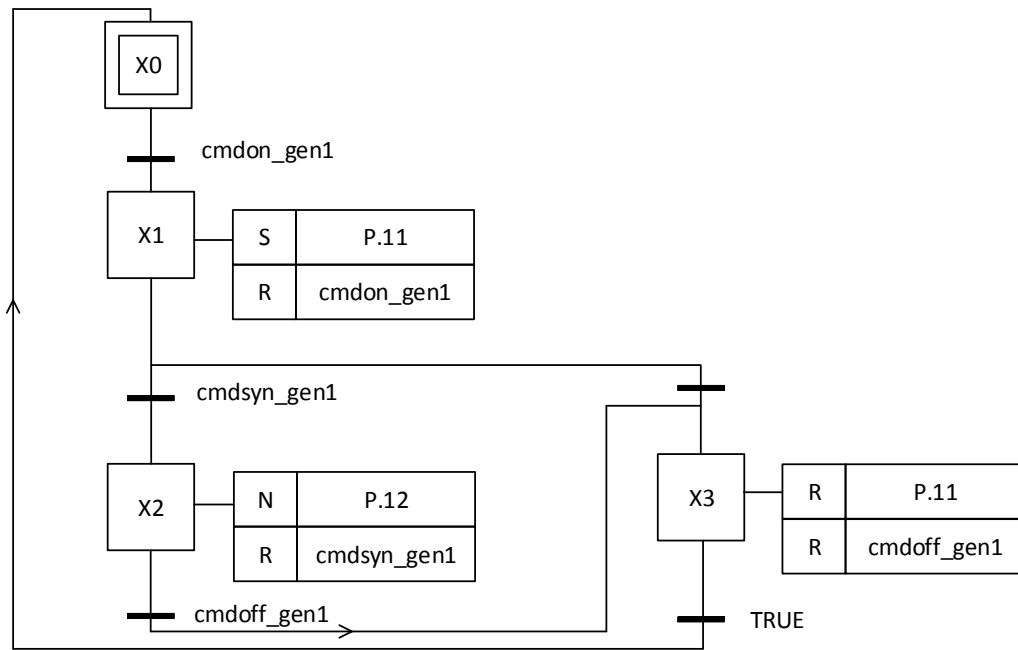 X0
cmdon_gen1
X1
S P.11
R cmdon_gen1
cmdsyn_gen1
X2
N P.12
R cmdsyn_gen1
X3
R P.11
R cmdoff_gen1
cmdoff_gen1
TRUE